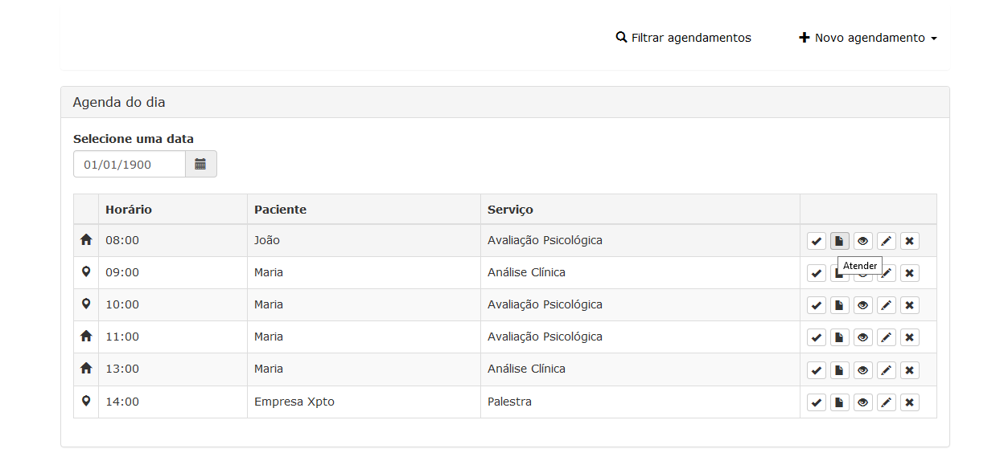 Filtrar agendamentos Novo agendamento
Agenda do dia
Selecione uma data
01/01/1900
Horário Paciente Serviço
08:00 João Avaliação Psicológica
Atender
09:00 Maria Análise Clínica
10:00 Maria Avaliação Psicológica
11:00 Maria Avaliação Psicológica
13:00 Maria Análise Clínica
14:00 Empresa Xpto Palestra